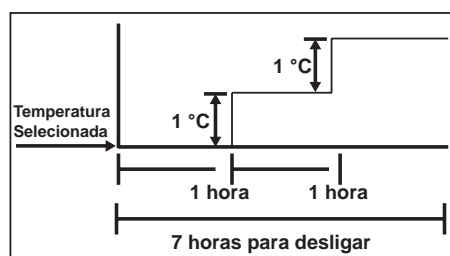 1 °C
1 °C
Temperatura
Selecionada
1 hora
1 hora
7 horas para desligar